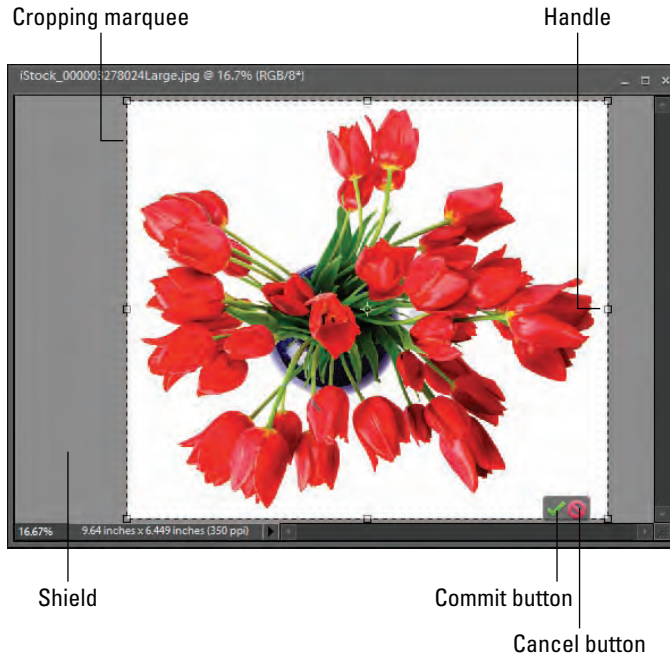 Cropping marquee
Handle
iStock_000003278024Large.jpg @ 16.7% (RGB/8*)
16.67%
9.64 inches x 6.449 inches (350 ppi)
Shield
Commit button
Cancel button